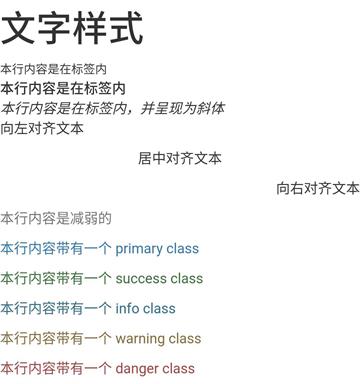 文字样式
本行内容是在标签内
本行内容是在标签内
本行内容是在标签内，并呈现为斜体
向左对齐文本
居中对齐文本
向右对齐文本
本行内容是减弱的
本行内容带有一个 primary class
本行内容带有一个 success class
本行内容带有一个 info class
本行内容带有一个 warning class
本行内容带有一个 danger class